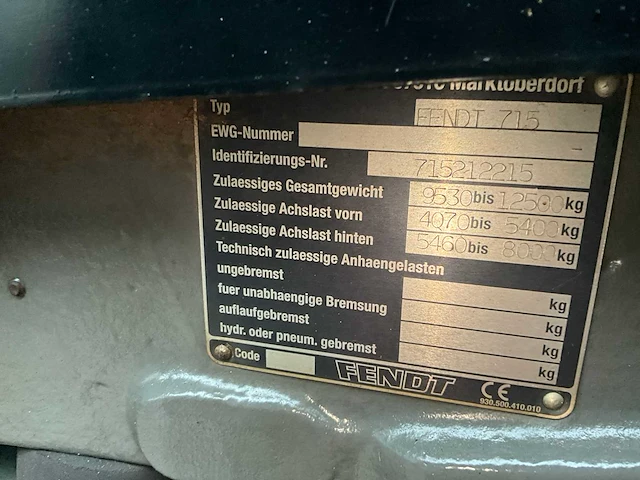 Marktoberdorf
Typ FENDT 715
EWG-Nummer -
Identifizierungs-Nr. 715212215
Zulaessiges Gesamtgewicht 9530 bis 12500 kg
Zulaessige Achslast vorn 4070 bis 5400 kg
Zulaessige Achslast hinten 5460 bis 8000 kg
Technisch zulaessige Anhaengelasten
ungebremst kg
fuer unabhaengige Bremsung kg
auflaufgebremst kg
hydr. oder pneum. gebremst kg
Code
FENDT CE
930.500.410.010